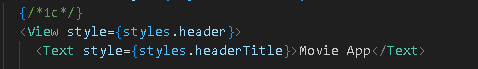 {/*1c*/}
<View style={styles.header}>
<Text style={styles.headerTitle}>Movie App</Text>